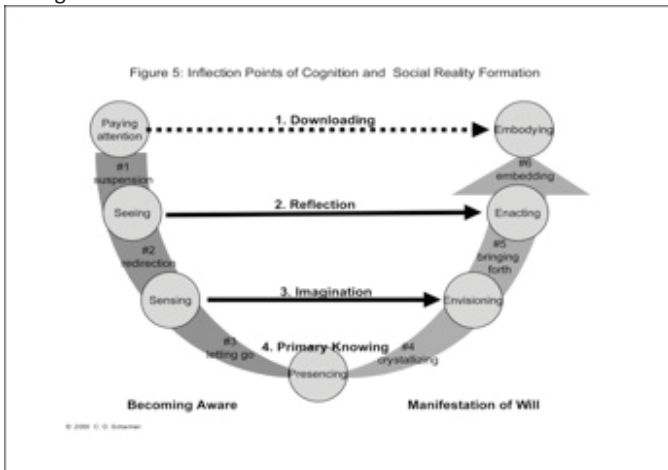 Figure 5: Inflection Points of Cognition and Social Reality Formation
Paying
attention
1. Downloading
Embodying
#1
suspension
#6
embedding
Seeing
2. Reflection
Enacting
#2
redirection
#5
bringing
forth
Sensing
3. Imagination
Envisioning
#3
letting go
4. Primary Knowing
#4
crystallizing
Presencing
Becoming Aware
Manifestation of Will